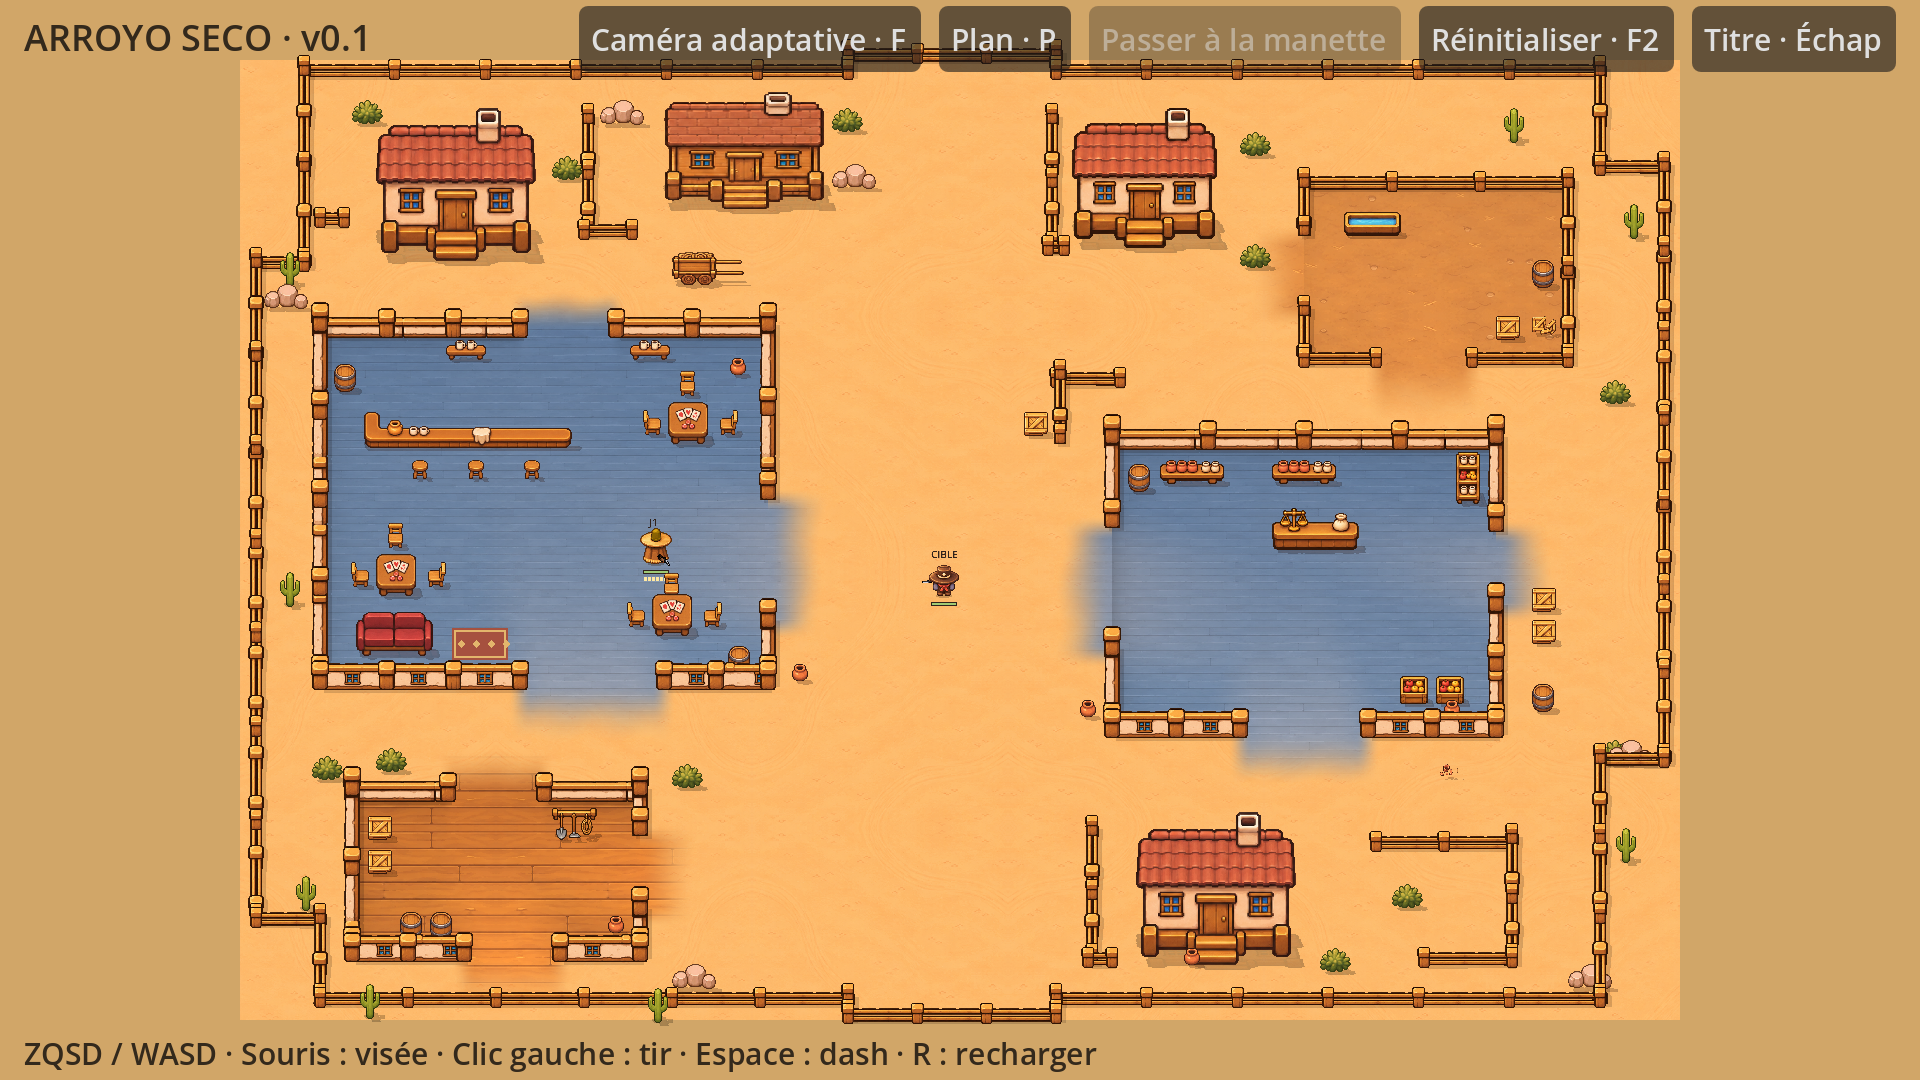 ARROYO SECO · v0.1
Caméra adaptative · F
Plan · P
Passer à la manette
Réinitialiser · F2
Titre · Échap
J1
CIBLE
ZQSD / WASD · Souris : visée · Clic gauche : tir · Espace : dash · R : recharger